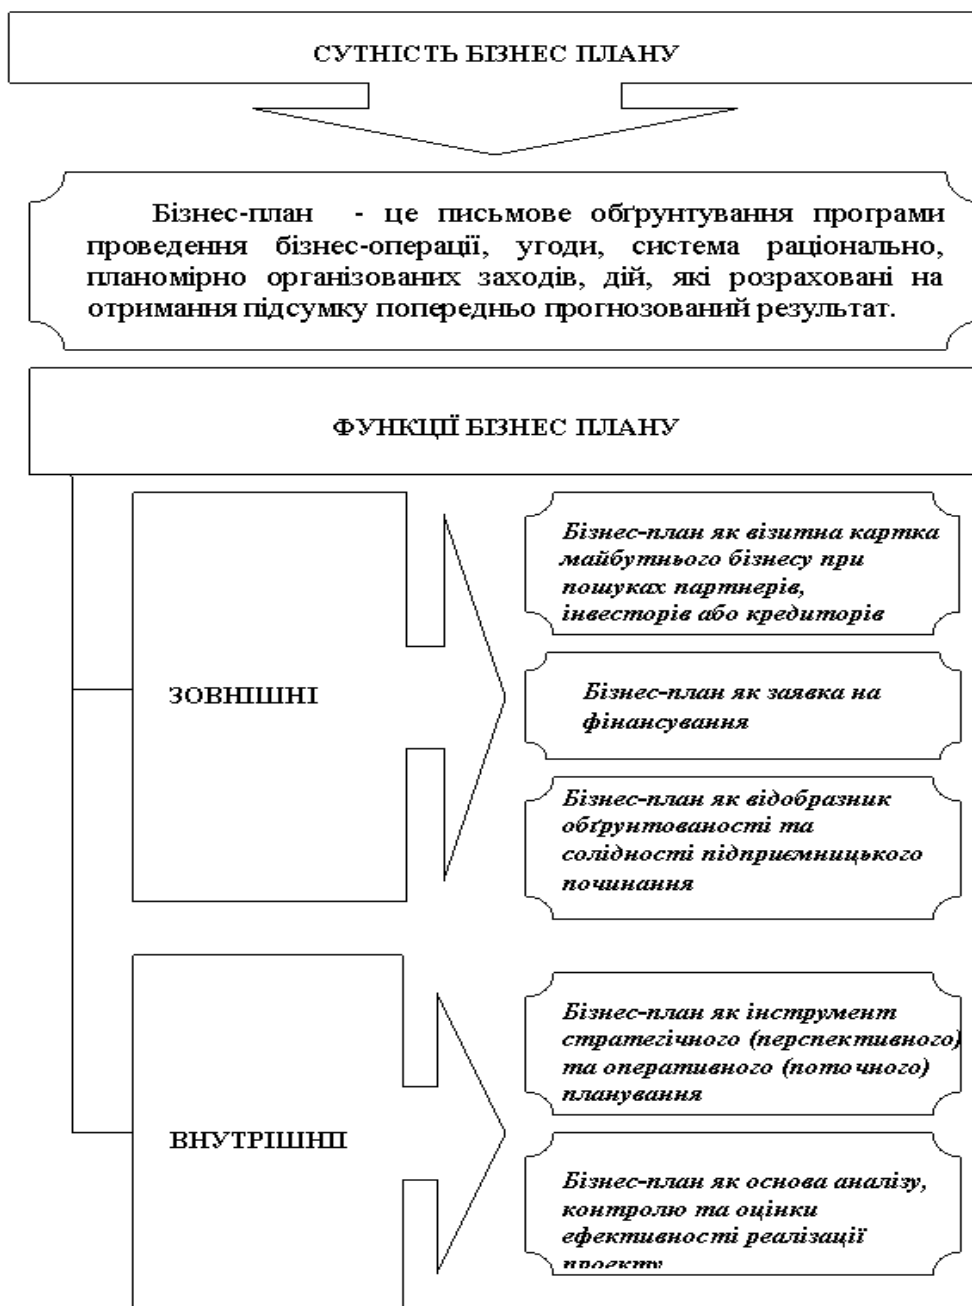 СУТНІСТЬ БІЗНЕС ПЛАНУ
Бізнес-план - це письмове обґрунтування програми
проведення бізнес-операції, угоди, система раціонально,
планомірно організованих заходів, дій, які розраховані на
отримання підсумку попередньо прогнозований результат.
ФУНКЦІЇ БІЗНЕС ПЛАНУ
ЗОВНІШНІ
Бізнес-план як візитна картка
майбутнього бізнесу при
пошуках партнерів,
інвесторів або кредиторів
Бізнес-план як заявка на
фінансування
Бізнес-план як відобразник
обґрунтованості та
солідності підприємницького
починання
ВНУТРІШНІІ
Бізнес-план як інструмент
стратегічного (перспективного)
та оперативного (поточного)
планування
Бізнес-план як основа аналізу,
контролю та оцінки
ефективності реалізації
проекту